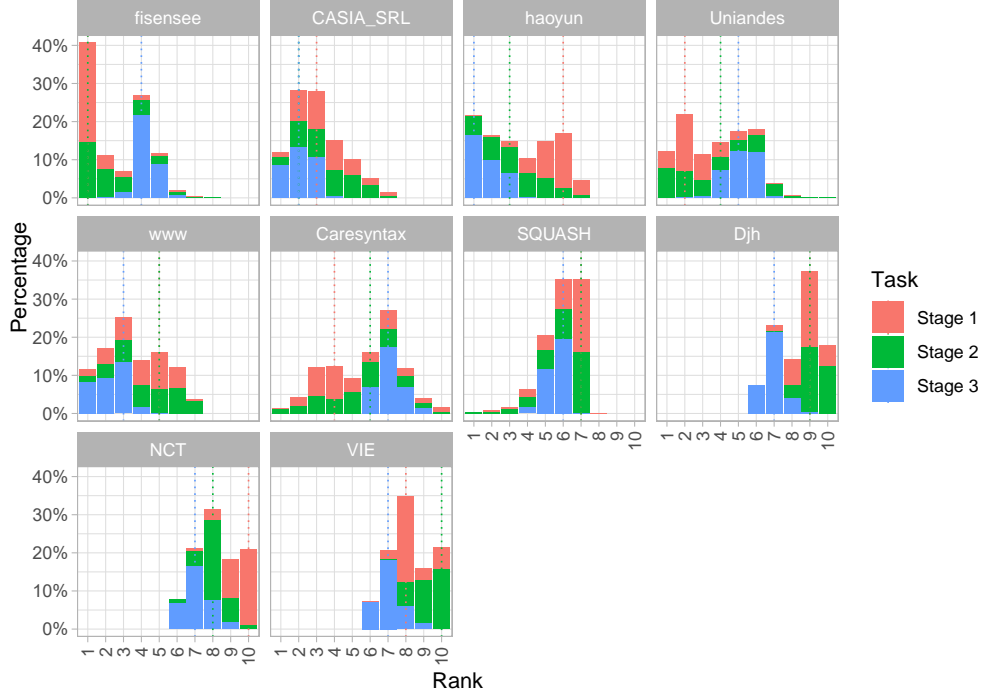 fisensee CASIA_SRL haoyun Uniandes
40%
30%
20%
10%
0%
www Caresyntax SQUASH Djh
40%
30%
20%
10%
0%
1 2 3 4 5 6 7 8 9 10 1 2 3 4 5 6 7 8 9 10
NCT VIE
40%
30%
20%
10%
0%
1 2 3 4 5 6 7 8 9 10 1 2 3 4 5 6 7 8 9 10
Rank
Percentage
Task
Stage 1
Stage 2
Stage 3